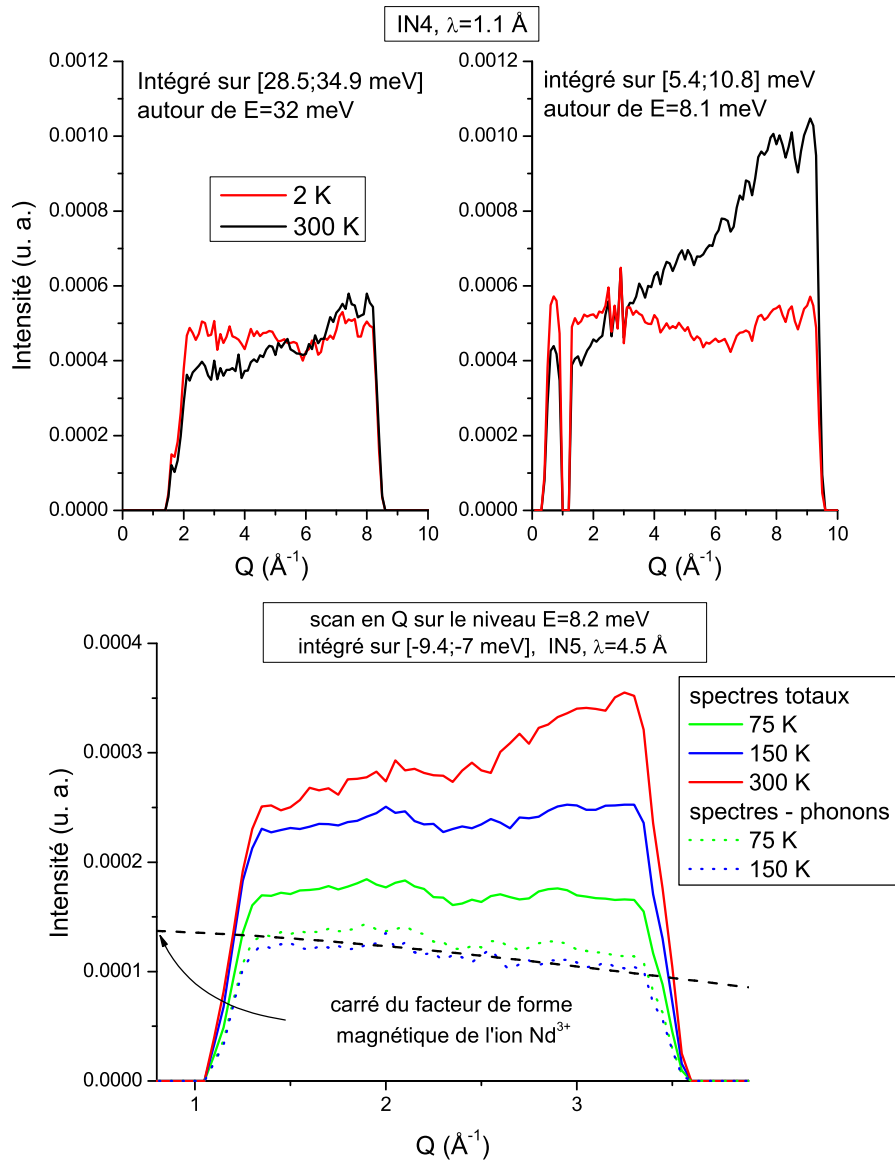 IN4, λ=1.1 Å
Intégré sur [28.5;34.9 meV]
autour de E=32 meV
2 K
300 K
0.0012
0.0010
0.0008
0.0006
0.0004
0.0002
0.0000
Intensité (u. a.)
0 2 4 6 8 10
Q (Å-1)
intégré sur [5.4;10.8] meV
autour de E=8.1 meV
0.0012
0.0010
0.0008
0.0006
0.0004
0.0002
0.0000
0 2 4 6 8 10
Q (Å-1)
scan en Q sur le niveau E=8.2 meV
intégré sur [-9.4;-7 meV], IN5, λ=4.5 Å
0.0004
0.0003
0.0002
0.0001
0.0000
Intensité (u. a.)
spectres totaux
75 K
150 K
300 K
spectres - phonons
75 K
150 K
carré du facteur de forme
magnétique de l'ion Nd3+
1 2 3
Q (Å-1)